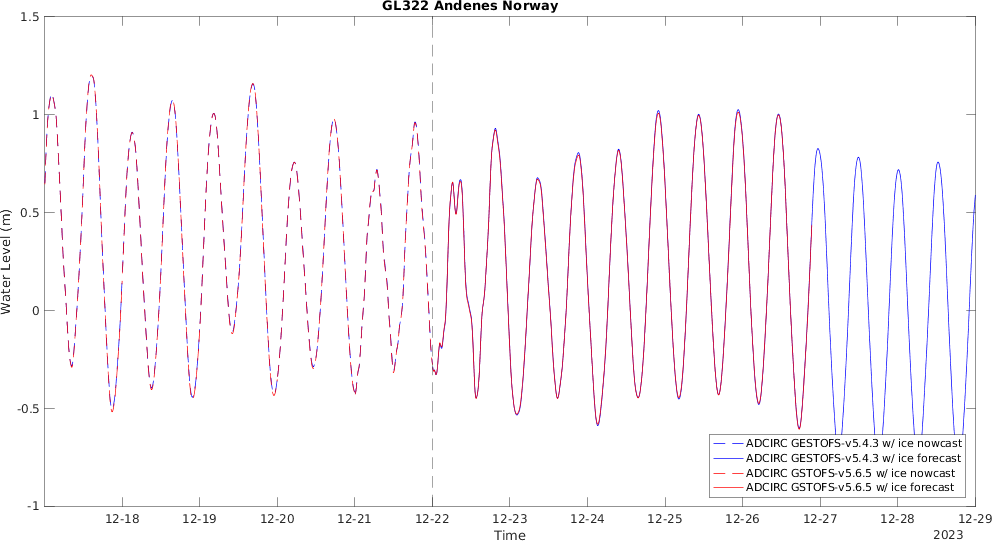 GL322 Andenes Norway
1.5
1
0.5
0
-0.5
-1
Water Level (m)
ADCIRC GESTOFS-v5.4.3 w/ ice nowcast
ADCIRC GESTOFS-v5.4.3 w/ ice forecast
ADCIRC GSTOFS-v5.6.5 w/ ice nowcast
ADCIRC GSTOFS-v5.6.5 w/ ice forecast
12-18 12-19 12-20 12-21 12-22 12-23 12-24 12-25 12-26 12-27 12-28 12-29
Time
2023